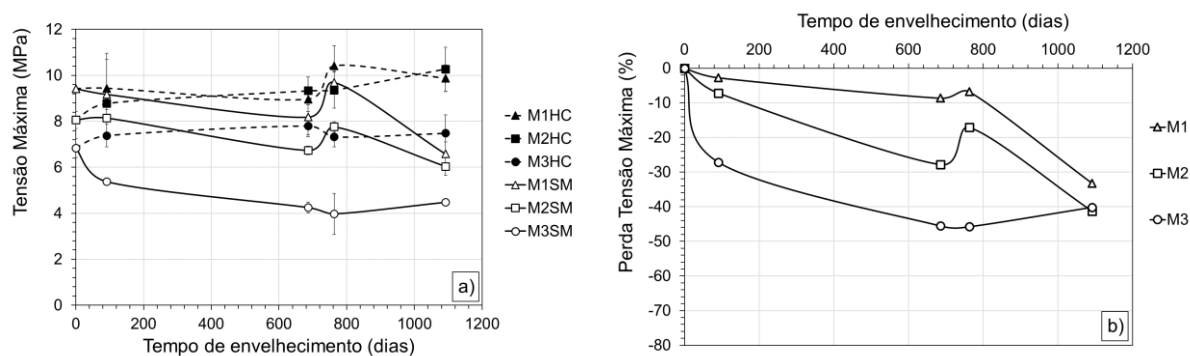 Tensão Máxima (MPa)
12
10
8
6
4
2
0
0 200 400 600 800 1000 1200
Tempo de envelhecimento (dias)
a)
M1HC
M2HC
M3HC
M1SM
M2SM
M3SM
Tempo de envelhecimento (dias)
0 200 400 600 800 1000 1200
Perda Tensão Máxima (%)
0
-10
-20
-30
-40
-50
-60
-70
-80
b)
M1
M2
M3